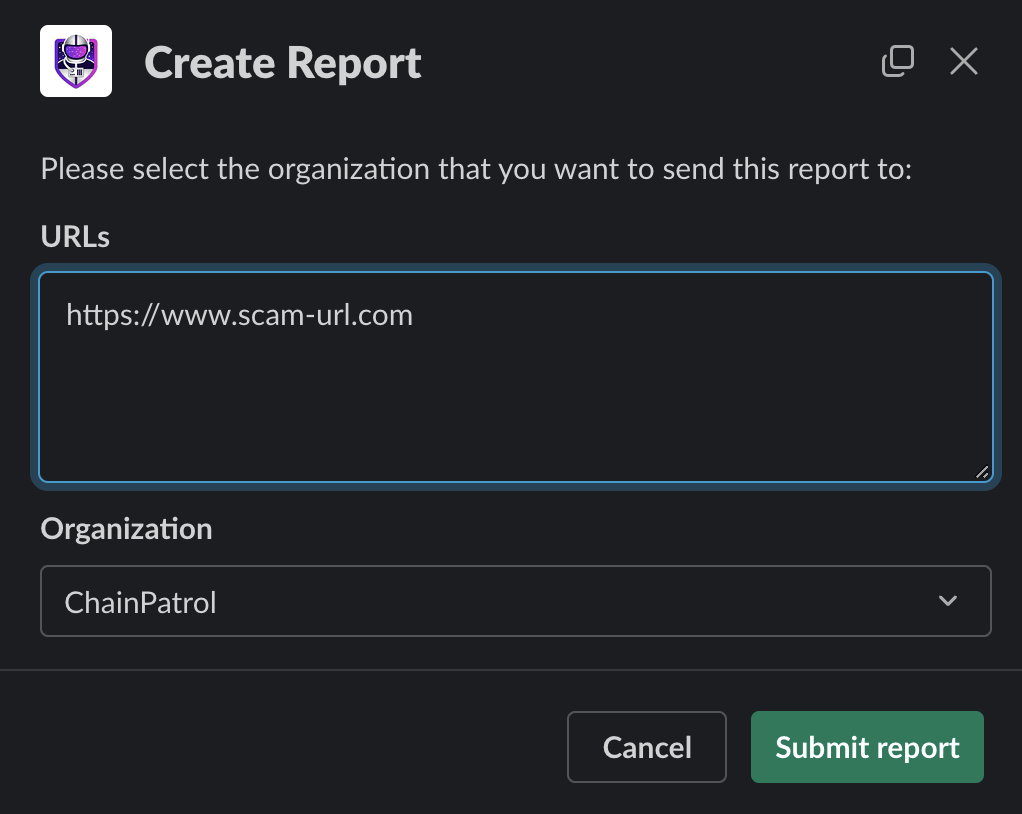 Create Report
Please select the organization that you want to send this report to:
URLs
https://www.scam-url.com
Organization
ChainPatrol
Cancel
Submit report